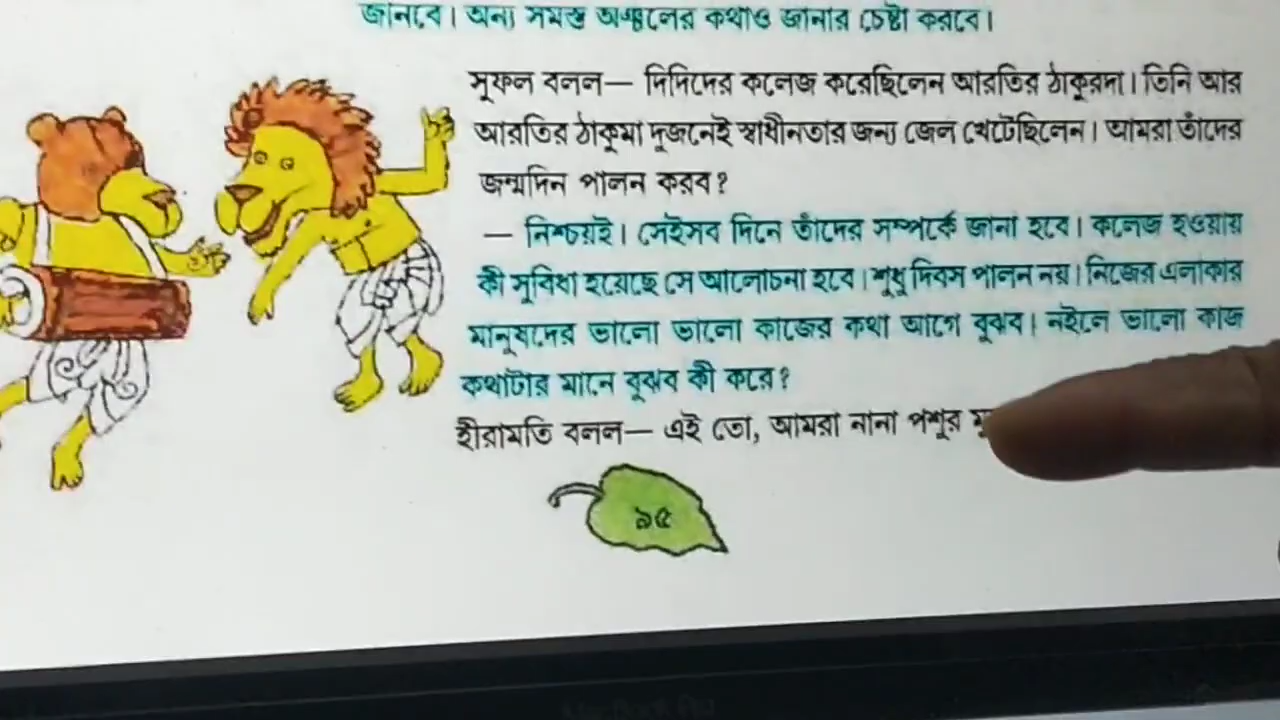 জানবে। অন্য সমস্ত অঞ্চলের কথাও জানার চেষ্টা করবে।
সুফল বলল— দিদিদের কলেজ করেছিলেন আরতির ঠাকুরদা। তিনি আর
আরতির ঠাকুমা দুজনেই স্বাধীনতার জন্য জেল খেটেছিলেন। আমরা তাঁদের
জন্মদিন পালন করব?
— নিশ্চয়ই। সেইসব দিনে তাঁদের সম্পর্কে জানা হবে। কলেজ হওয়ায়
কী সুবিধা হয়েছে সে আলোচনা হবে। শুধু দিবস পালন নয়। নিজের এলাকার
মানুষদের ভালো ভালো কাজের কথা আগে বুঝব। নইলে ভালো কাজ
কথাটার মানে বুঝব কী করে?
হীরামতি বলল— এই তো, আমরা নানা পশুর
৯৫